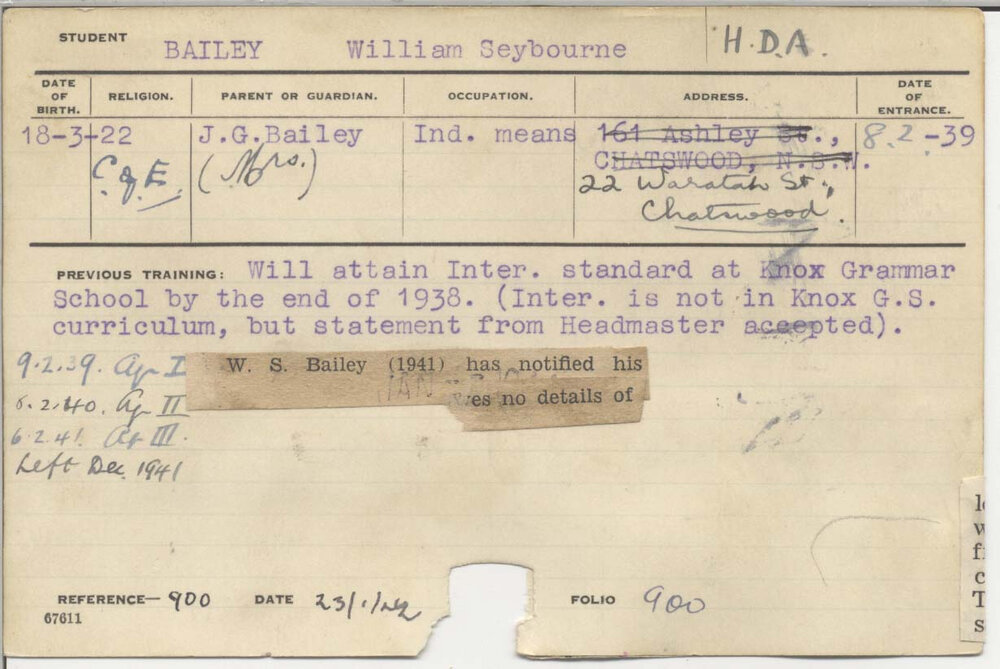 STUDENT BAILEY William Seybourne H.D.A.
DATE OF BIRTH. RELIGION. PARENT OR GUARDIAN. OCCUPATION. ADDRESS. DATE OF ENTRANCE.
18-3-22 J.G.Bailey Ind. means 161 Ashley St., 8.2.-39
C of E. (Mrs.) CHATSWOOD, N.S.W.
22 Waratah St.,
Chatswood.
PREVIOUS TRAINING: Will attain Inter. standard at Knox Grammar
School by the end of 1938. (Inter. is not in Knox G.S.
curriculum, but statement from Headmaster accepted).
9.2.39. Ag I
W. S. Bailey (1941) has notified his
6.2.40. Ag II
ves no details of
6.2.41. Ag III.
Left Dec. 1941
REFERENCE— 900 DATE 23/1/42 FOLIO 900
67611